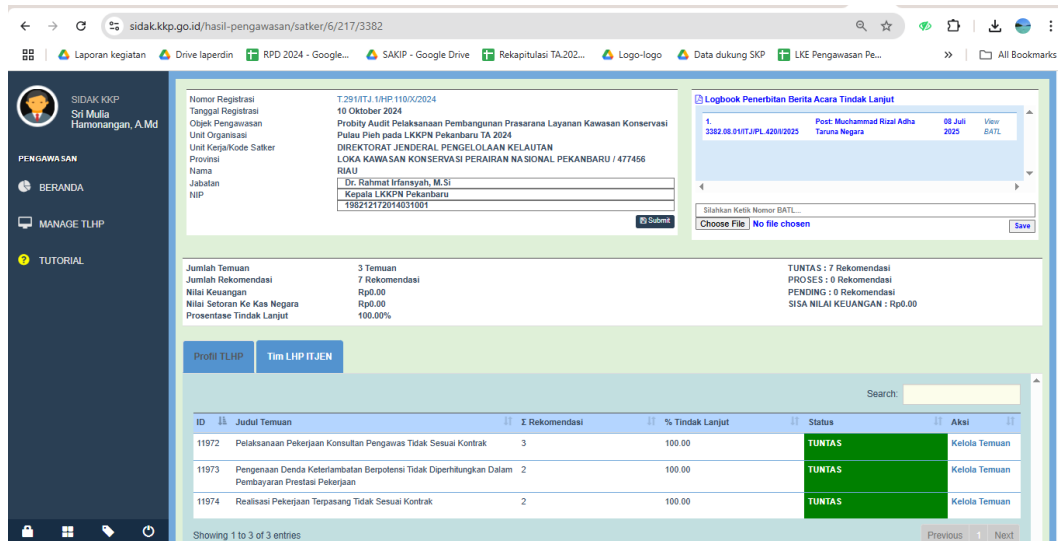 sidak.kkp.go.id/hasil-pengawasan/satker/6/217/3382
Laporan kegiatan Drive laperdin RPD 2024 - Google... SAKIP - Google Drive Rekapitulasi TA.202... Logo-logo Data dukung SKP LKE Pengawasan Pe... » All Bookmarks
SIDAK KKP
Sri Mulia
Hamonangan, A.Md
PENGAWASAN
BERANDA
MANAGE TLHP
? TUTORIAL
Nomor Registrasi T.291/ITJ.1/HP.110/X/2024
Tanggal Registrasi 10 Oktober 2024
Objek Pengawasan Probity Audit Pelaksanaan Pembangunan Prasarana Layanan Kawasan Konservasi
Unit Organisasi Pulau Pieh pada LKKPN Pekanbaru TA 2024
Unit Kerja/Kode Satker DIREKTORAT JENDERAL PENGELOLAAN KELAUTAN
Provinsi LOKA KAWASAN KONSERVASI PERAIRAN NASIONAL PEKANBARU / 477456
Nama RIAU
Jabatan Dr. Rahmat Irfansyah, M.Si
NIP Kepala LKKPN Pekanbaru
198212172014031001
Submit
Logbook Penerbitan Berita Acara Tindak Lanjut
1. Post: Muchammad Rizal Adha 08 Juli View
3382.08.01/ITJ/PL.420/I/2025 Taruna Negara 2025 BATL
Silahkan Ketik Nomor BATL...
Choose File No file chosen Save
Jumlah Temuan 3 Temuan TUNTAS : 7 Rekomendasi
Jumlah Rekomendasi 7 Rekomendasi PROSES : 0 Rekomendasi
Nilai Keuangan Rp0.00 PENDING : 0 Rekomendasi
Nilai Setoran Ke Kas Negara Rp0.00 SISA NILAI KEUANGAN : Rp0.00
Prosentase Tindak Lanjut 100.00%
Profil TLHP Tim LHP ITJEN
Search:
ID Judul Temuan Σ Rekomendasi % Tindak Lanjut Status Aksi
11972 Pelaksanaan Pekerjaan Konsultan Pengawas Tidak Sesuai Kontrak 3 100.00 TUNTAS Kelola Temuan
11973 Pengenaan Denda Keterlambatan Berpotensi Tidak Diperhitungkan Dalam 2 100.00 TUNTAS Kelola Temuan
Pembayaran Prestasi Pekerjaan
11974 Realisasi Pekerjaan Terpasang Tidak Sesuai Kontrak 2 100.00 TUNTAS Kelola Temuan
Showing 1 to 3 of 3 entries Previous 1 Next